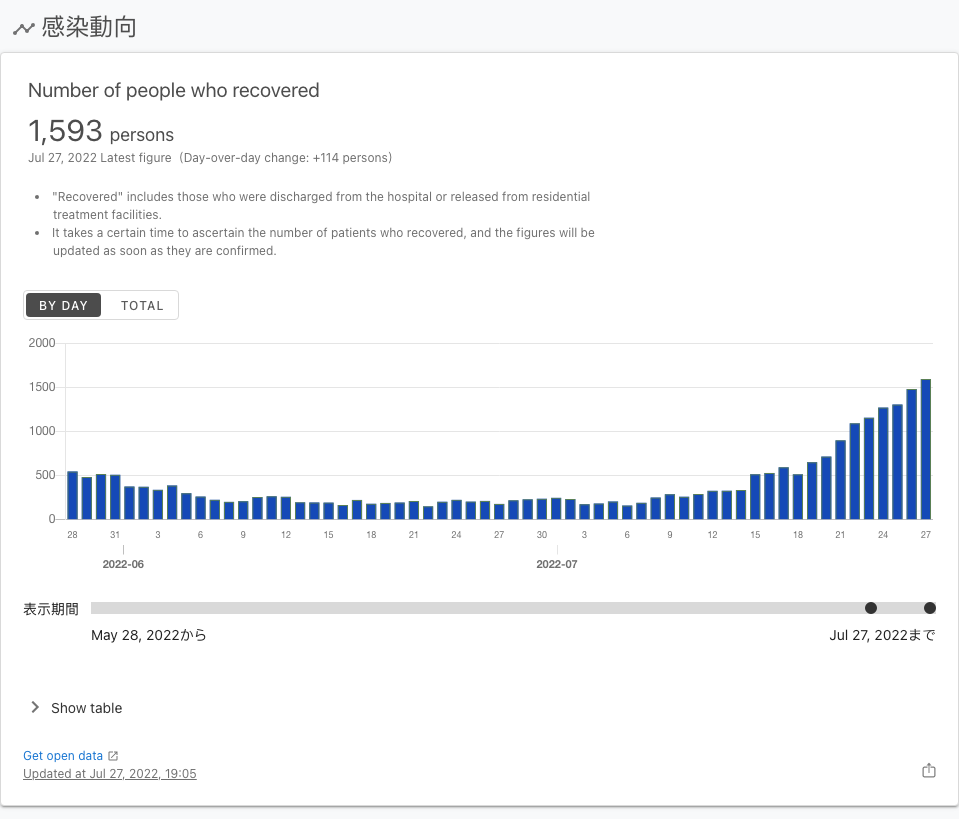 感染動向
Number of people who recovered
1,593 persons
Jul 27, 2022 Latest figure (Day-over-day change: +114 persons)
• "Recovered" includes those who were discharged from the hospital or released from residential
treatment facilities.
• It takes a certain time to ascertain the number of patients who recovered, and the figures will be
updated as soon as they are confirmed.
BY DAY TOTAL
2000
1500
1000
500
0
28 31 3 6 9 12 15 18 21 24 27 30 3 6 9 12 15 18 21 24 27
2022-06 2022-07
表示期間
May 28, 2022から Jul 27, 2022まで
Show table
Get open data
Updated at Jul 27, 2022, 19:05